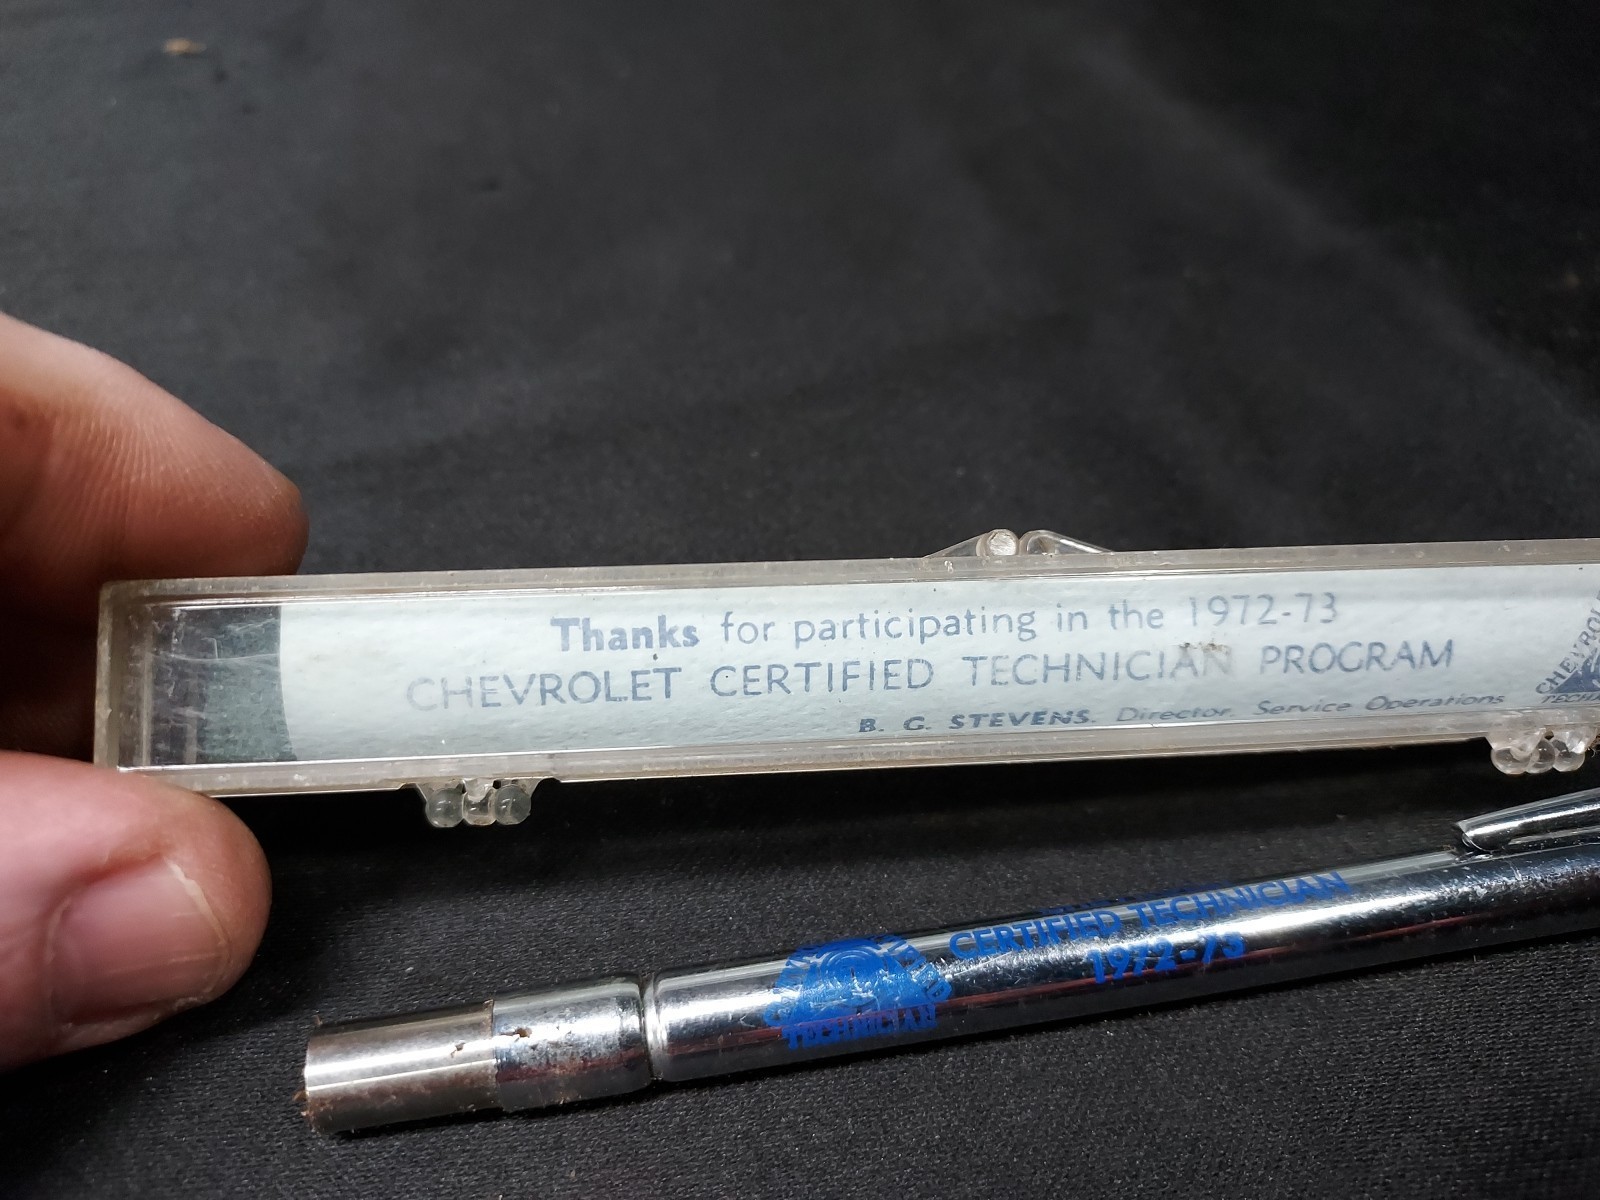 Thanks for participating in the 1972-73
CHEVROLET CERTIFIED TECHNICIAN PROGRAM
B. G. STEVENS. Director, Service Operations
CERTIFIED TECHNICIAN
1972-73
TECHNICIAN